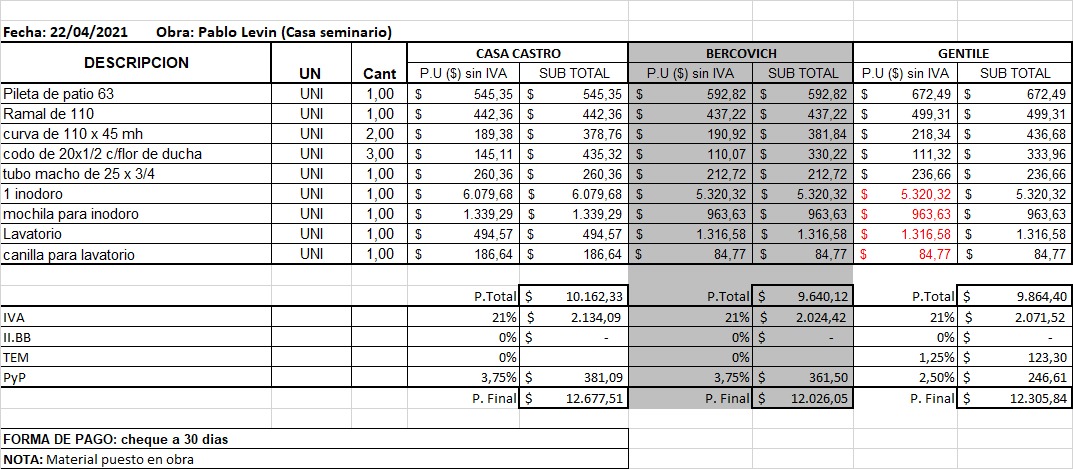 Fecha: 22/04/2021 Obra: Pablo Levin (Casa seminario)
DESCRIPCION UN Cant CASA CASTRO BERCOVICH GENTILE
P.U ($) sin IVA SUB TOTAL P.U ($) sin IVA SUB TOTAL P.U ($) sin IVA SUB TOTAL
Pileta de patio 63 UNI 1,00 $ 545,35 $ 545,35 $ 592,82 $ 592,82 $ 672,49 $ 672,49
Ramal de 110 UNI 1,00 $ 442,36 $ 442,36 $ 437,22 $ 437,22 $ 499,31 $ 499,31
curva de 110 x 45 mh UNI 2,00 $ 189,38 $ 378,76 $ 190,92 $ 381,84 $ 218,34 $ 436,68
codo de 20x1/2 c/flor de ducha UNI 3,00 $ 145,11 $ 435,32 $ 110,07 $ 330,22 $ 111,32 $ 333,96
tubo macho de 25 x 3/4 UNI 1,00 $ 260,36 $ 260,36 $ 212,72 $ 212,72 $ 236,66 $ 236,66
1 inodoro UNI 1,00 $ 6.079,68 $ 6.079,68 $ 5.320,32 $ 5.320,32 $ 5.320,32 $ 5.320,32
mochila para inodoro UNI 1,00 $ 1.339,29 $ 1.339,29 $ 963,63 $ 963,63 $ 963,63 $ 963,63
Lavatorio UNI 1,00 $ 494,57 $ 494,57 $ 1.316,58 $ 1.316,58 $ 1.316,58 $ 1.316,58
canilla para lavatorio UNI 1,00 $ 186,64 $ 186,64 $ 84,77 $ 84,77 $ 84,77 $ 84,77
P.Total $ 10.162,33 P.Total $ 9.640,12 P.Total $ 9.864,40
IVA 21% $ 2.134,09 21% $ 2.024,42 21% $ 2.071,52
II.BB 0% $ - 0% $ - 0% $ -
TEM 0% 0% 1,25% $ 123,30
PyP 3,75% $ 381,09 3,75% $ 361,50 2,50% $ 246,61
P. Final $ 12.677,51 P. Final $ 12.026,05 P. Final $ 12.305,84
FORMA DE PAGO: cheque a 30 dias
NOTA: Material puesto en obra